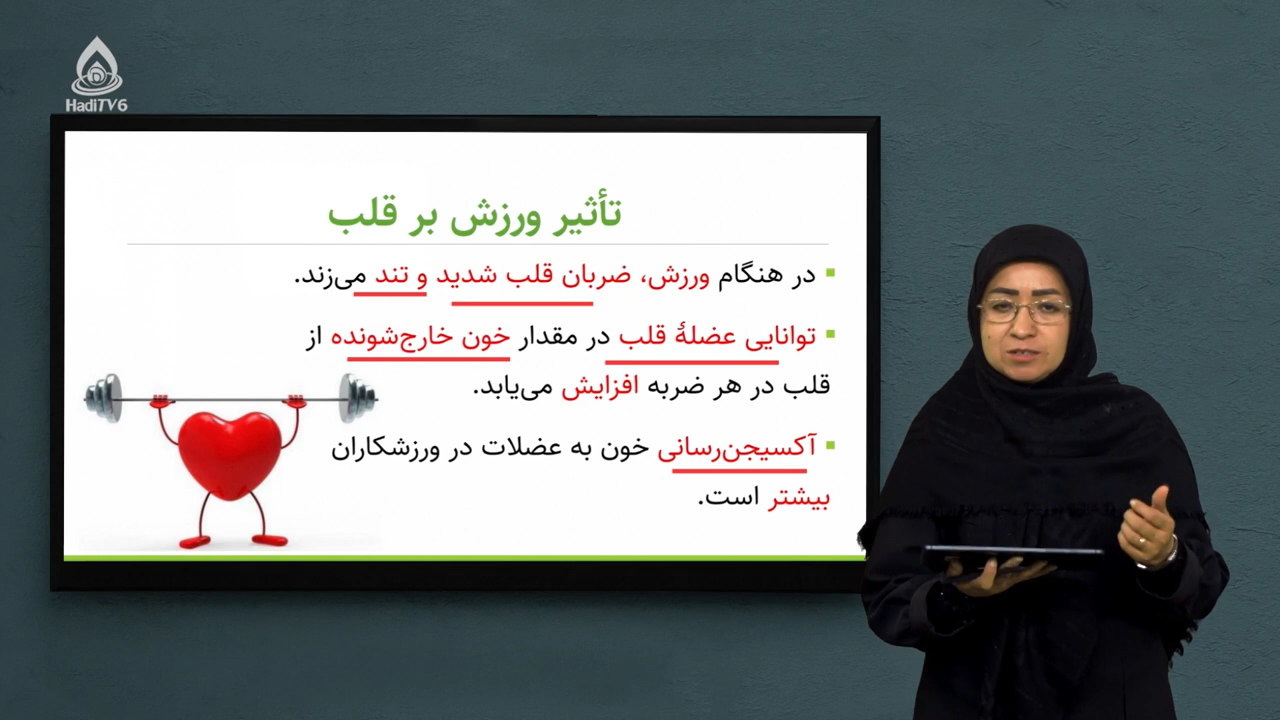 HadiTV6
تأثیر ورزش بر قلب
در هنگام ورزش، ضربان قلب شدید و تند می‌زند.
توانایی عضلهٔ قلب در مقدار خون خارج‌شونده از
قلب در هر ضربه افزایش می‌یابد.
آکسیجن‌رسانی خون به عضلات در ورزشکاران
بیشتر است.